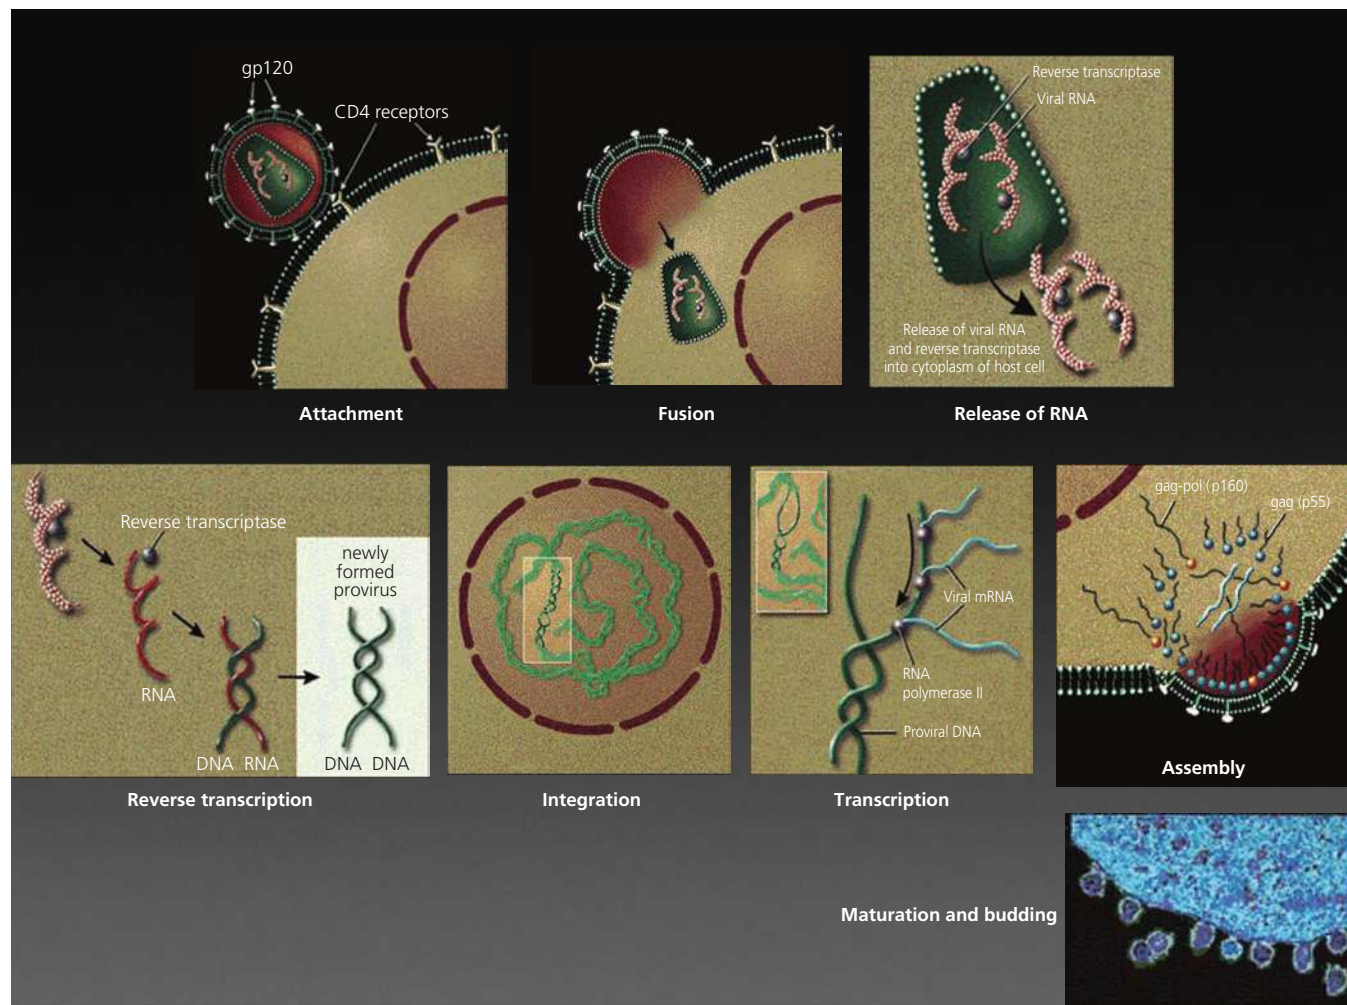 gp120
CD4 receptors
Attachment
Fusion
Reverse transcriptase
Viral RNA
Release of viral RNA
and reverse transcriptase
into cytoplasm of host cell
Release of RNA
Reverse transcriptase
RNA
DNA RNA
newly
formed
provirus
DNA DNA
Reverse transcription
Integration
Viral mRNA
RNA
polymerase II
Proviral DNA
Transcription
gag-pol (p160)
gag (p55)
Assembly
Maturation and budding